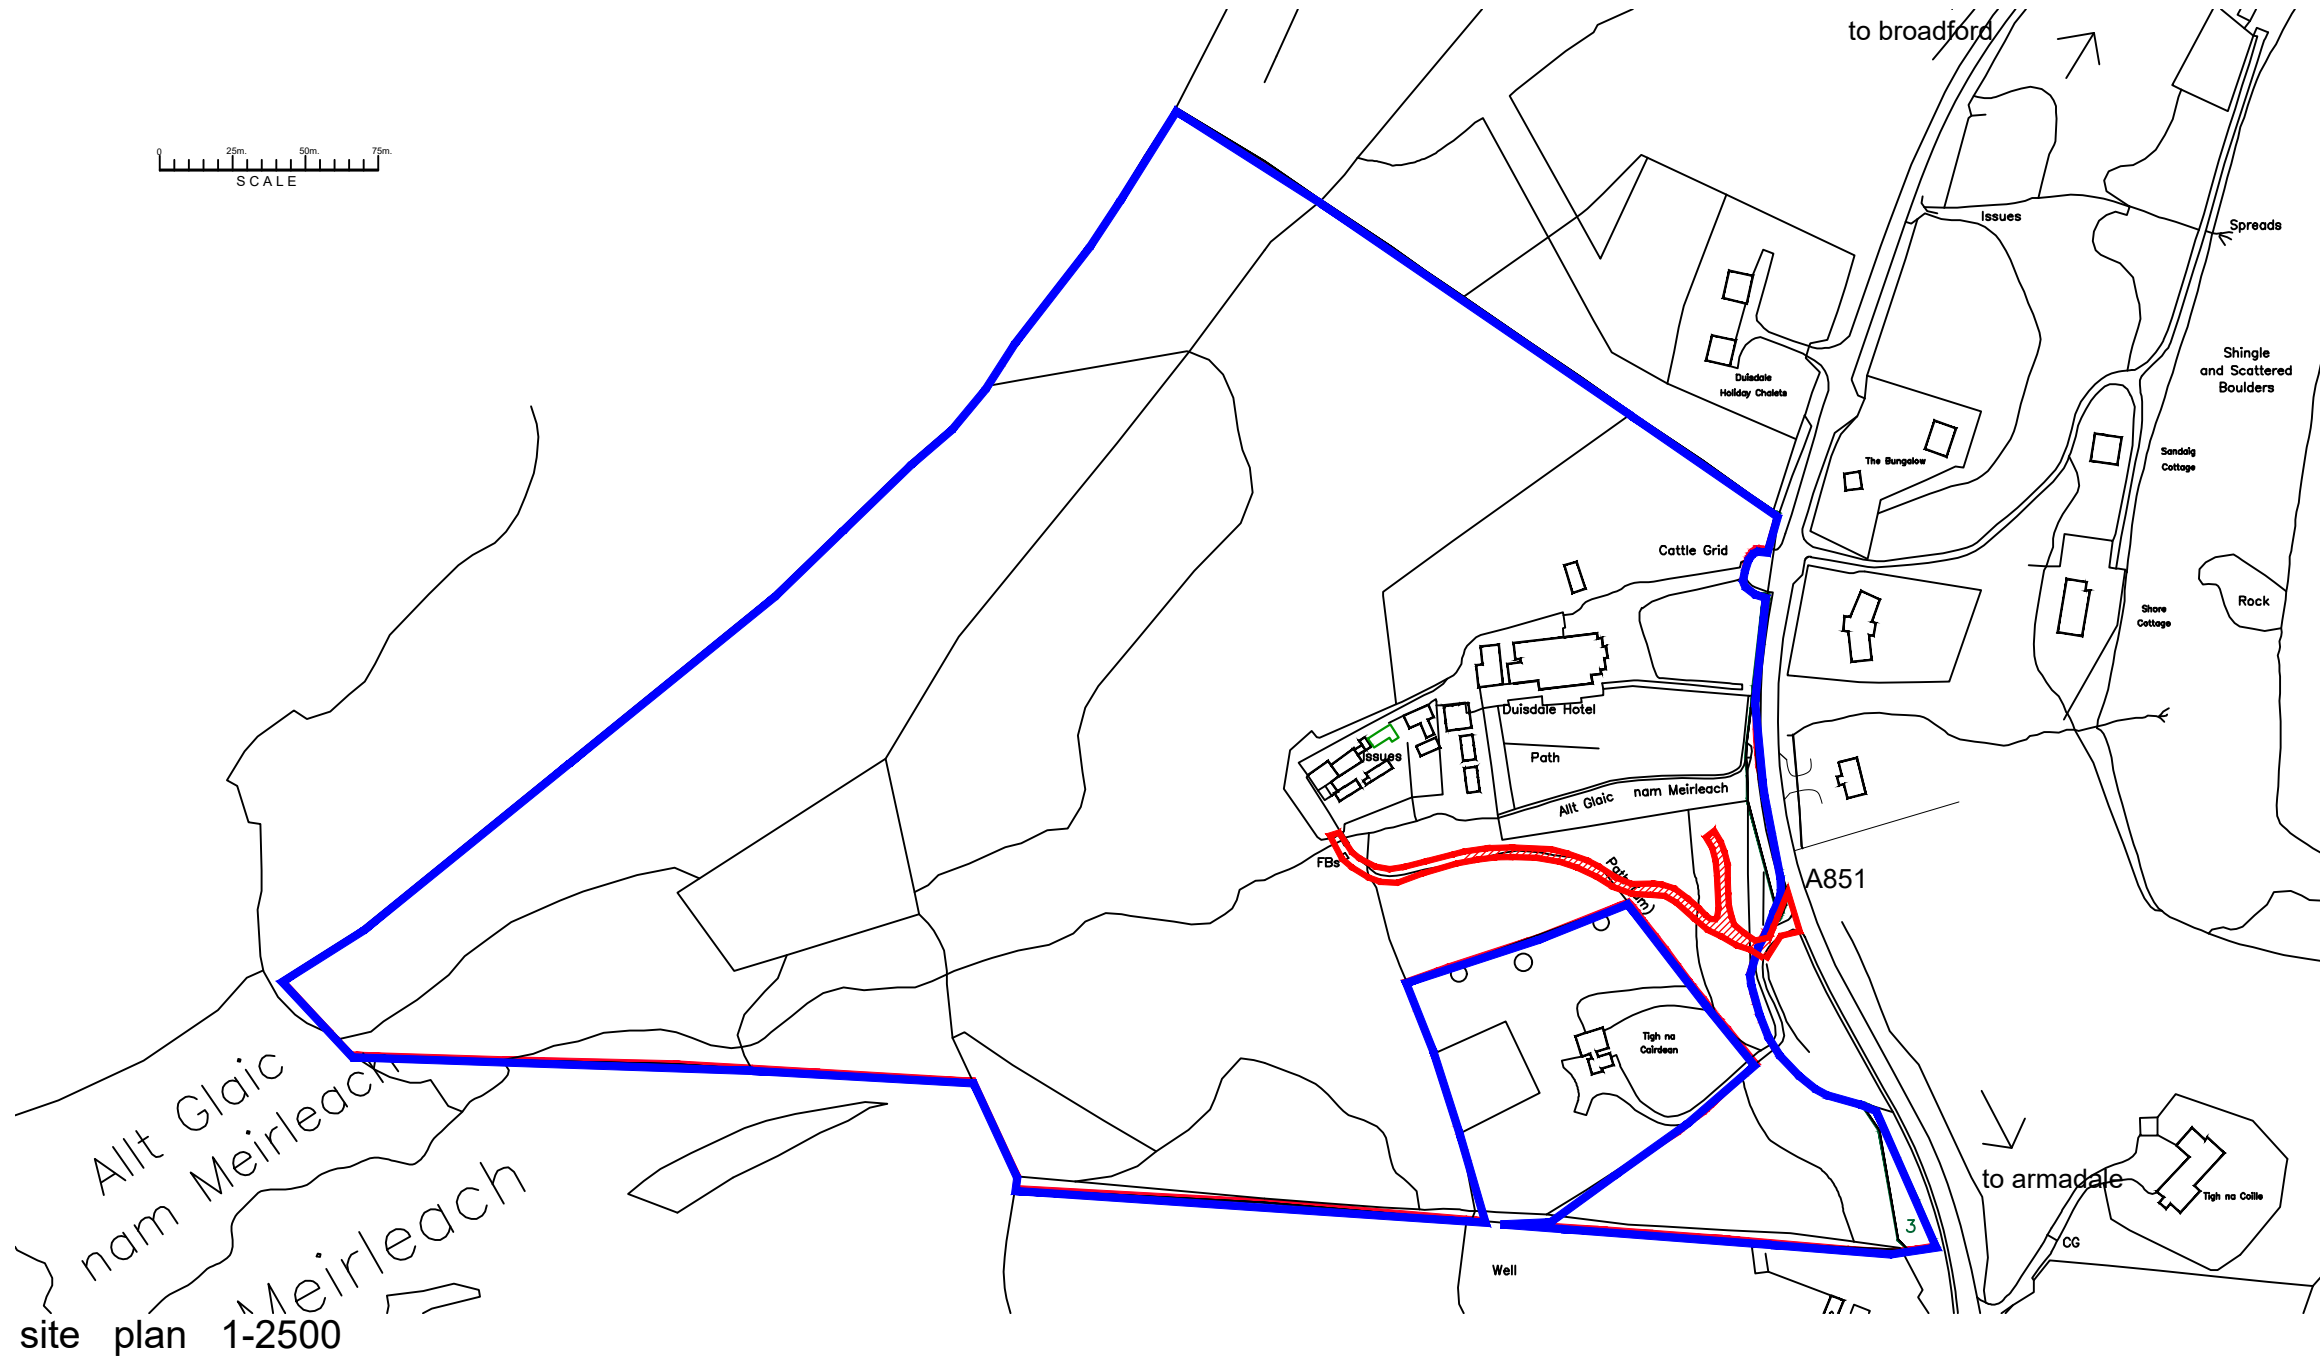 to broadford
0 25m. 50m. 75m.
SCALE
Issues
Spreads
Shingle
and Scattered
Boulders
Duisdale
Holiday Chalets
The Bungalow
Sandaig
Cottage
Cattle Grid
Rock
Shore
Cottage
Duisdale Hotel
Issues
Path
Allt Glaic nam Meirleach
FBs
A851
Tigh na
Cairdean
Allt Glaic
nam Meirleach
Meirleach
to armadale
Tigh na Coille
3
CG
Well
site plan 1-2500